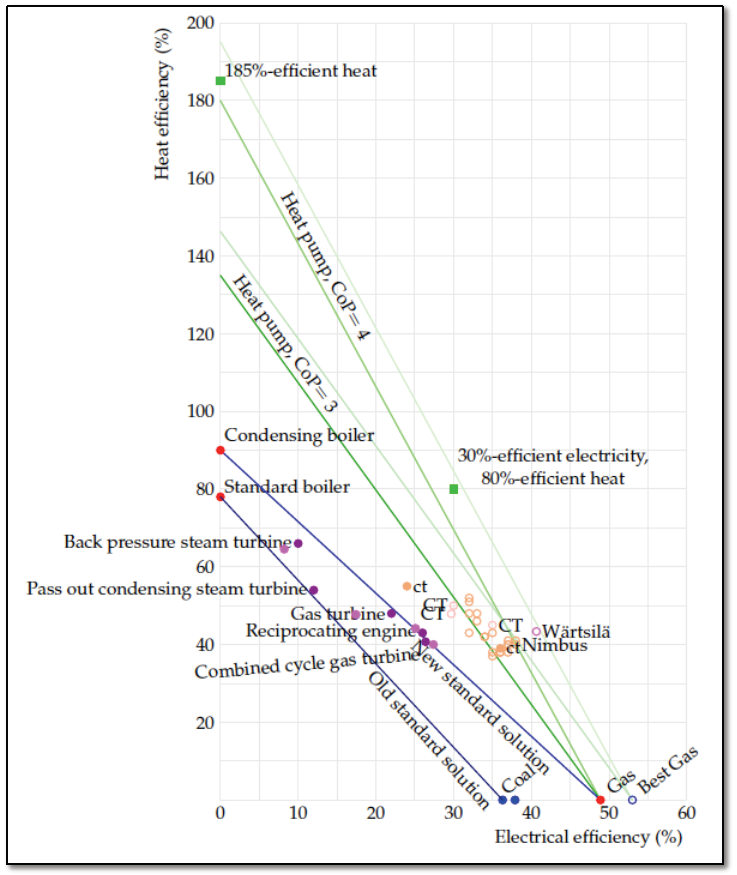 200
185%-efficient heat
180
160
Heat pump, CoP= 4
140
120
Heat pump, CoP= 3
100
Condensing boiler
30%-efficient electricity,
80%-efficient heat
80
Standard boiler
Back pressure steam turbine
60
Pass out condensing steam turbine
ct
CT
CT
Gas turbine
CT
Reciprocating engine
Wärtsilä
40
ct
Nimbus
Combined cycle gas turbine
New standard solution
Old standard solution
20
Coal
Gas
Best Gas
0
10
20
30
40
50
60
Electrical efficiency (%)
Heat efficiency (%)